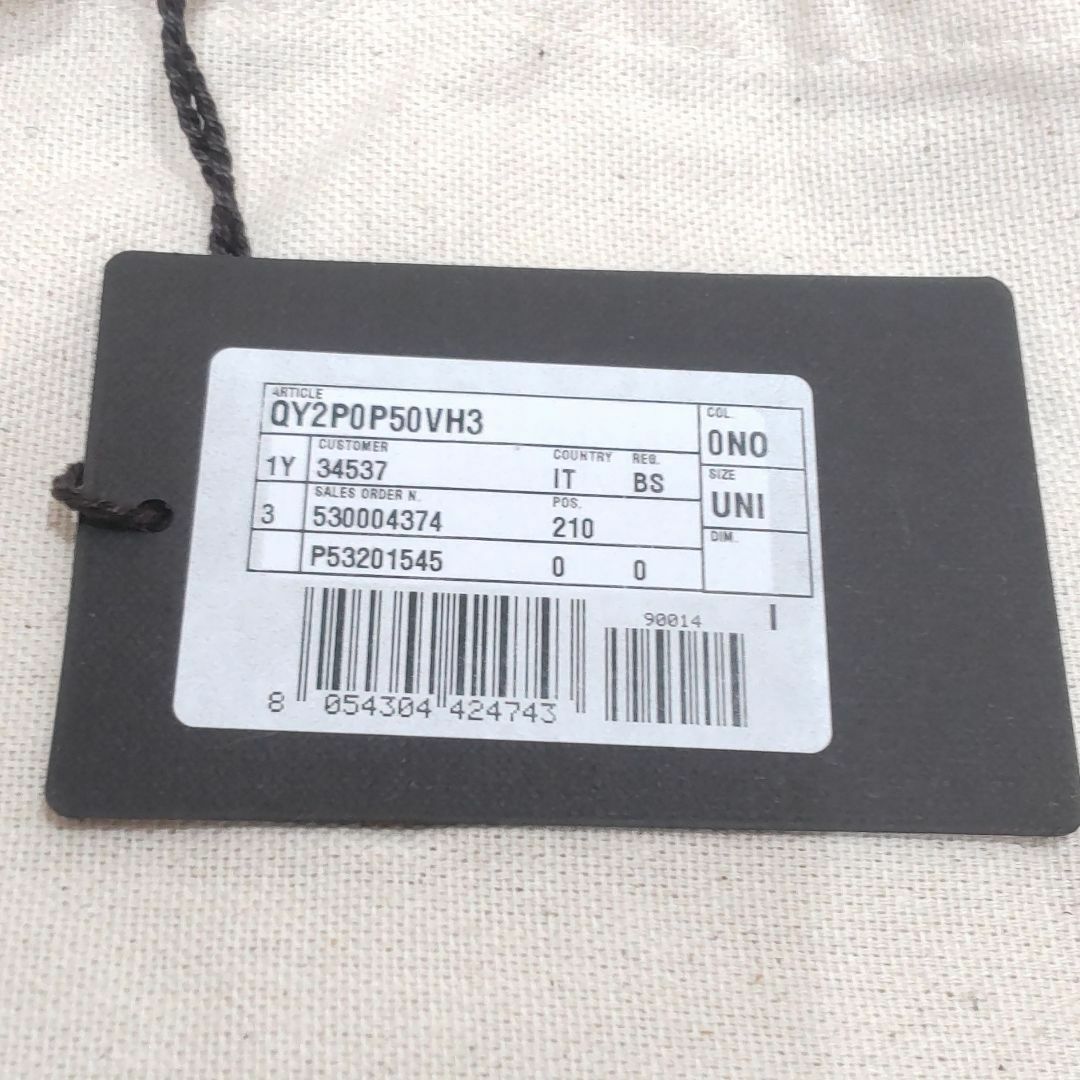 ARTICLE
QY2P0P50VH3
COL.
0N0
1Y
CUSTOMER
34537
COUNTRY
IT
REG.
BS
SIZE
UNI
3
SALES ORDER N.
530004374
POS.
210
DIM.
P53201545 0 0
90014
8 054304 424743